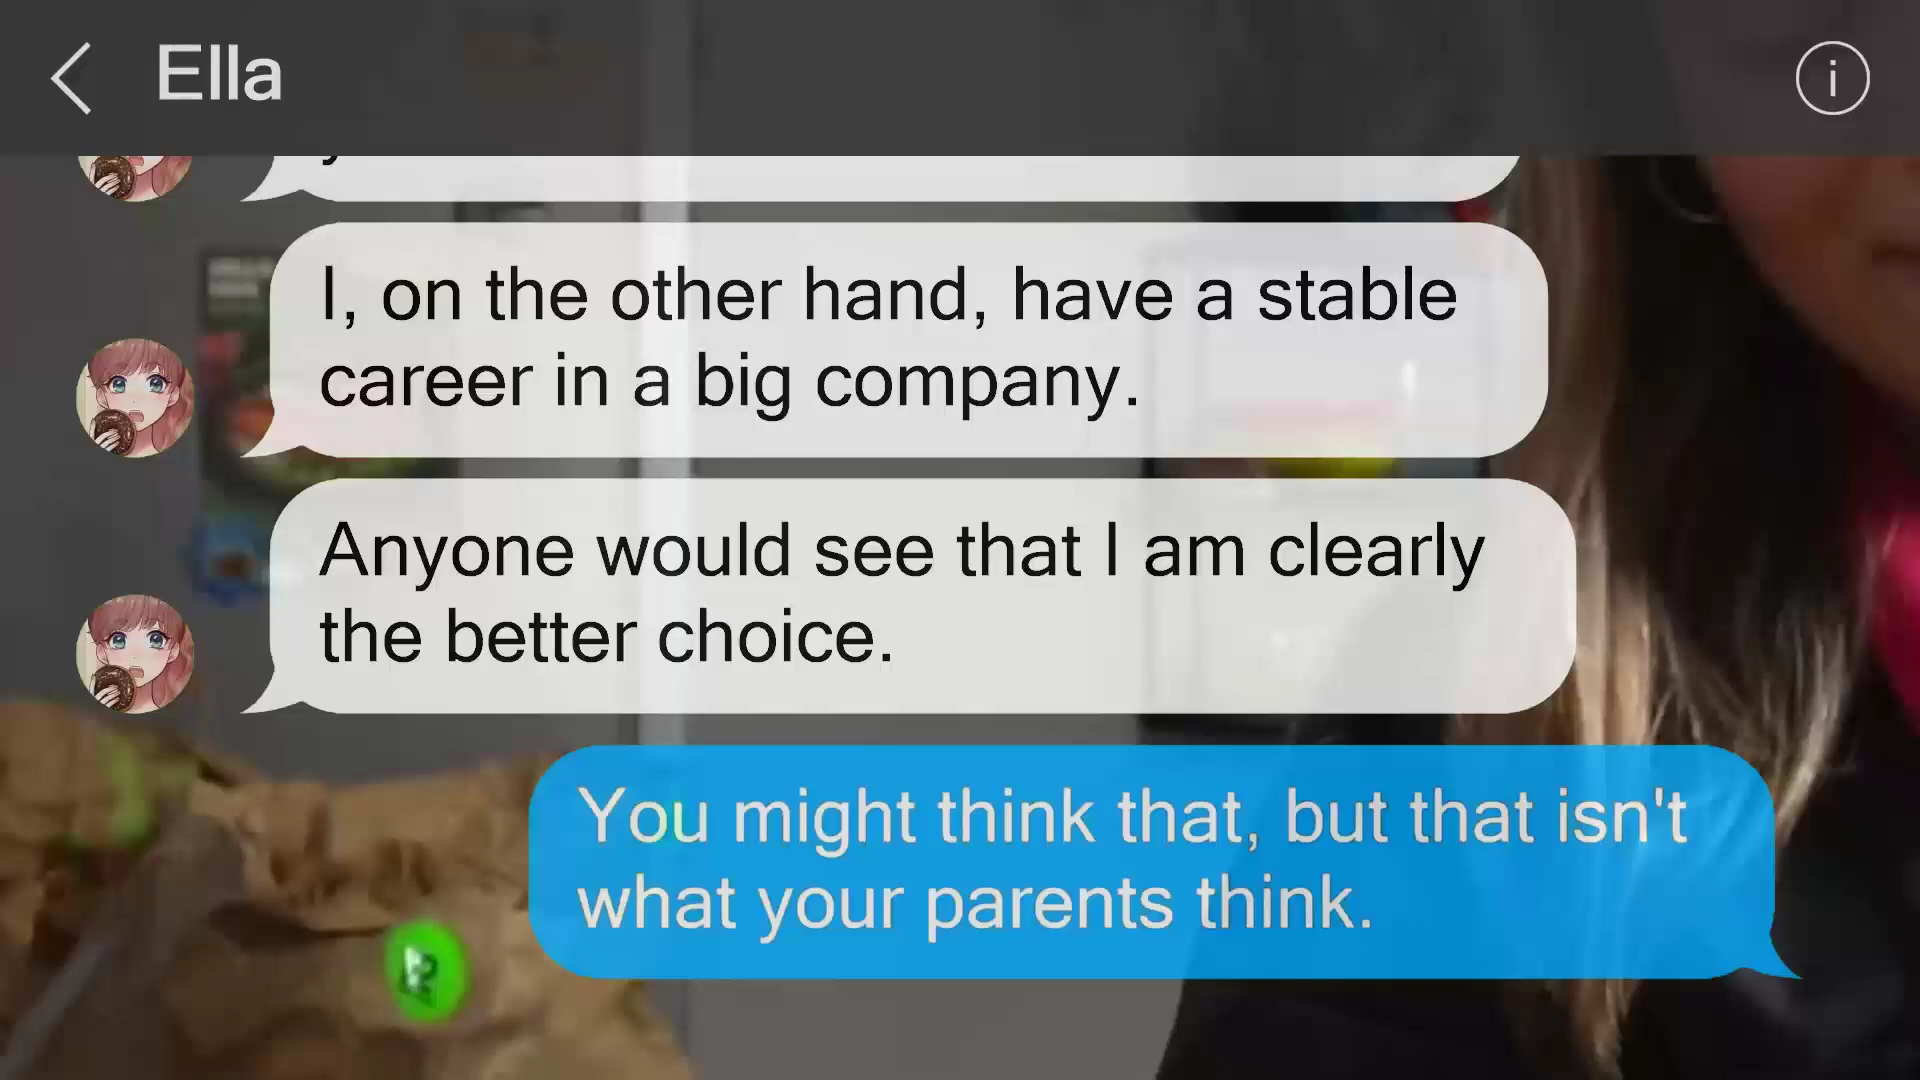 Ella
I, on the other hand, have a stable
career in a big company.
Anyone would see that I am clearly
the better choice.
You might think that, but that isn't
what your parents think.